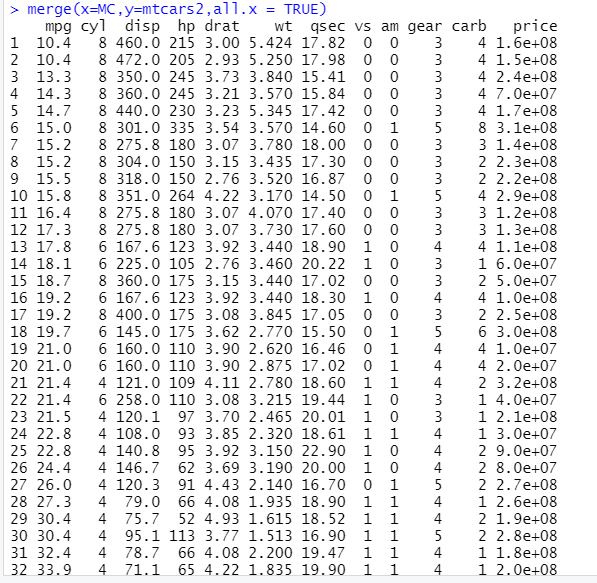 > merge(x=MC,y=mtcars2,all.x = TRUE)
mpg cyl disp hp drat wt qsec vs am gear carb price
1 10.4 8 460.0 215 3.00 5.424 17.82 0 0 3 4 1.6e+08
2 10.4 8 472.0 205 2.93 5.250 17.98 0 0 3 4 1.5e+08
3 13.3 8 350.0 245 3.73 3.840 15.41 0 0 3 4 2.4e+08
4 14.3 8 360.0 245 3.21 3.570 15.84 0 0 3 4 7.0e+07
5 14.7 8 440.0 230 3.23 5.345 17.42 0 0 3 4 1.7e+08
6 15.0 8 301.0 335 3.54 3.570 14.60 0 1 5 8 3.1e+08
7 15.2 8 275.8 180 3.07 3.780 18.00 0 0 3 3 1.4e+08
8 15.2 8 304.0 150 3.15 3.435 17.30 0 0 3 2 2.3e+08
9 15.5 8 318.0 150 2.76 3.520 16.87 0 0 3 2 2.2e+08
10 15.8 8 351.0 264 4.22 3.170 14.50 0 1 5 4 2.9e+08
11 16.4 8 275.8 180 3.07 4.070 17.40 0 0 3 3 1.2e+08
12 17.3 8 275.8 180 3.07 3.730 17.60 0 0 3 3 1.3e+08
13 17.8 6 167.6 123 3.92 3.440 18.90 1 0 4 4 1.1e+08
14 18.1 6 225.0 105 2.76 3.460 20.22 1 0 3 1 6.0e+07
15 18.7 8 360.0 175 3.15 3.440 17.02 0 0 3 2 5.0e+07
16 19.2 6 167.6 123 3.92 3.440 18.30 1 0 4 4 1.0e+08
17 19.2 8 400.0 175 3.08 3.845 17.05 0 0 3 2 2.5e+08
18 19.7 6 145.0 175 3.62 2.770 15.50 0 1 5 6 3.0e+08
19 21.0 6 160.0 110 3.90 2.620 16.46 0 1 4 4 1.0e+07
20 21.0 6 160.0 110 3.90 2.875 17.02 0 1 4 4 2.0e+07
21 21.4 4 121.0 109 4.11 2.780 18.60 1 1 4 2 3.2e+08
22 21.4 6 258.0 110 3.08 3.215 19.44 1 0 3 1 4.0e+07
23 21.5 4 120.1 97 3.70 2.465 20.01 1 0 3 1 2.1e+08
24 22.8 4 108.0 93 3.85 2.320 18.61 1 1 4 1 3.0e+07
25 22.8 4 140.8 95 3.92 3.150 22.90 1 0 4 2 9.0e+07
26 24.4 4 146.7 62 3.69 3.190 20.00 1 0 4 2 8.0e+07
27 26.0 4 120.3 91 4.43 2.140 16.70 0 1 5 2 2.7e+08
28 27.3 4 79.0 66 4.08 1.935 18.90 1 1 4 1 2.6e+08
29 30.4 4 75.7 52 4.93 1.615 18.52 1 1 4 2 1.9e+08
30 30.4 4 95.1 113 3.77 1.513 16.90 1 1 5 2 2.8e+08
31 32.4 4 78.7 66 4.08 2.200 19.47 1 1 4 1 1.8e+08
32 33.9 4 71.1 65 4.22 1.835 19.90 1 1 4 1 2.0e+08